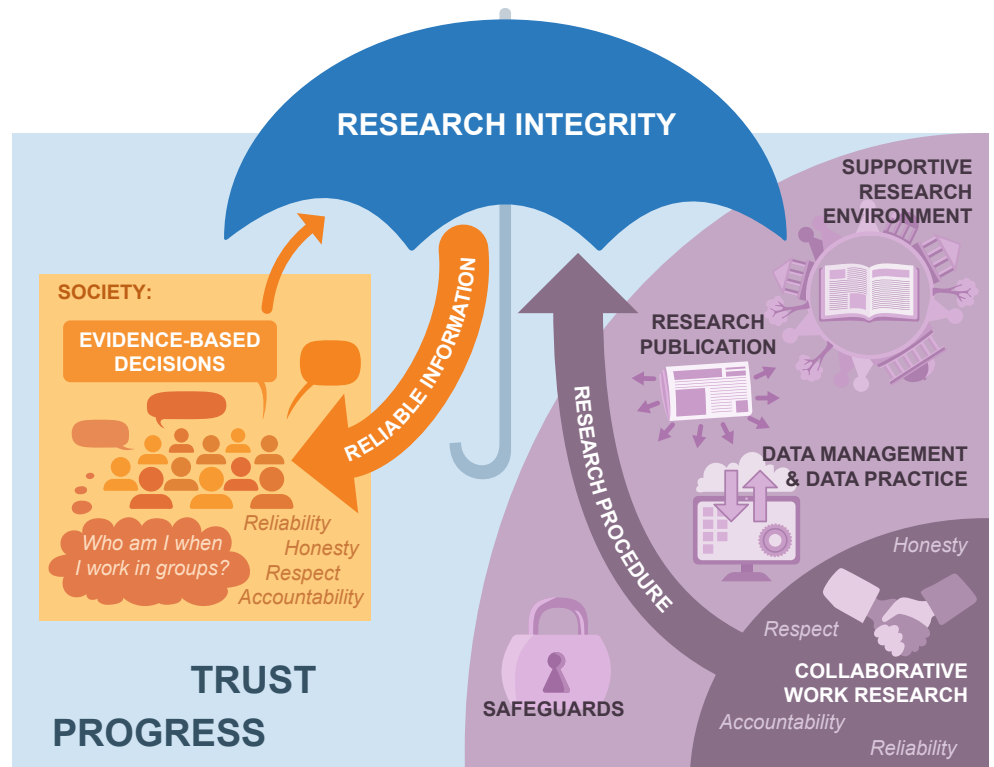 RESEARCH INTEGRITY
SUPPORTIVE
RESEARCH
ENVIRONMENT
SOCIETY:
EVIDENCE-BASED
DECISIONS
RELIABLE INFORMATION
RESEARCH
PUBLICATION
RESEARCH PROCEDURE
DATA MANAGEMENT
& DATA PRACTICE
Who am I when
I work in groups?
Reliability
Honesty
Respect
Accountability
Honesty
Respect
COLLABORATIVE
WORK RESEARCH
Accountability
Reliability
SAFEGUARDS
TRUST
PROGRESS